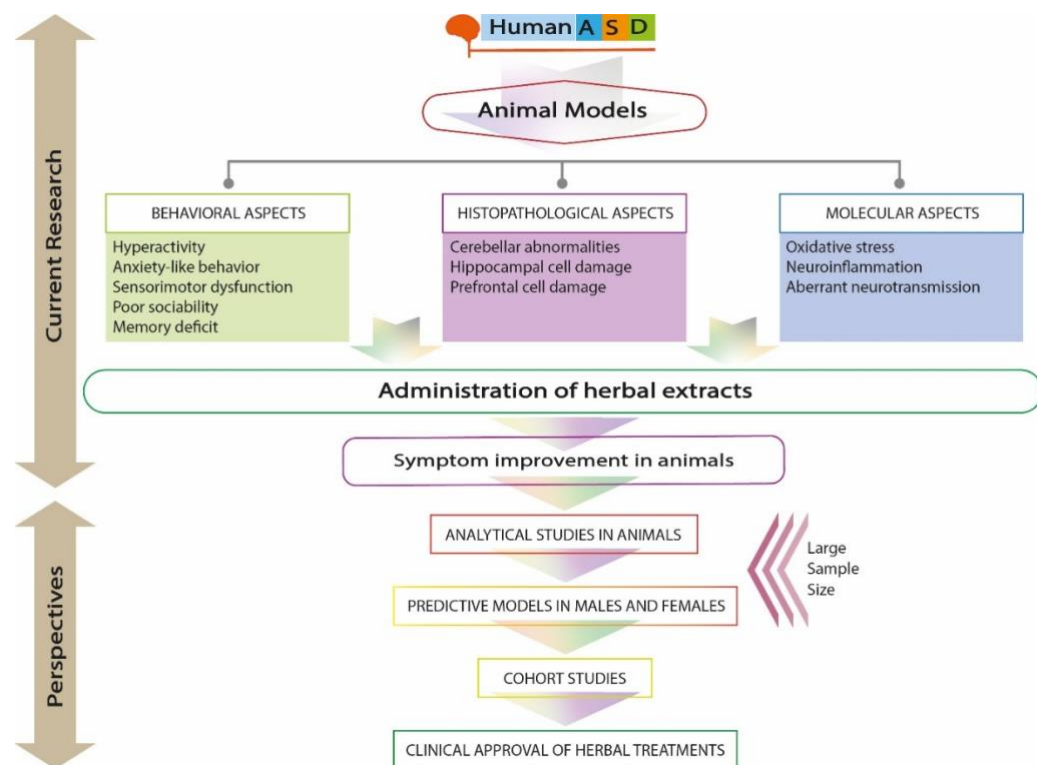 Human A S D
Animal Models
Current Research
BEHAVIORAL ASPECTS
Hyperactivity
Anxiety-like behavior
Sensorimotor dysfunction
Poor sociability
Memory deficit
HISTOPATHOLOGICAL ASPECTS
Cerebellar abnormalities
Hippocampal cell damage
Prefrontal cell damage
MOLECULAR ASPECTS
Oxidative stress
Neuroinflammation
Aberrant neurotransmission
Administration of herbal extracts
Symptom improvement in animals
Perspectives
ANALYTICAL STUDIES IN ANIMALS
Large
Sample
Size
PREDICTIVE MODELS IN MALES AND FEMALES
COHORT STUDIES
CLINICAL APPROVAL OF HERBAL TREATMENTS